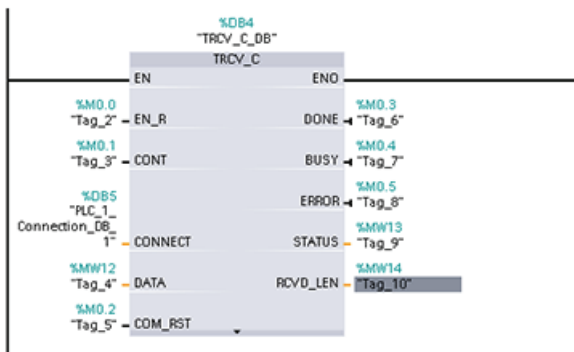 %DB4
"TRCV_C_DB"
TRCV_C
EN ENO
%M0.0 %M0.3
"Tag_2" EN_R DONE "Tag_6"
%M0.1 %M0.4
"Tag_3" CONT BUSY "Tag_7"
%DB5 %M0.5
"PLC_1_ ERROR "Tag_8"
Connection_DB_ %MW13
1" CONNECT STATUS "Tag_9"
%MW12 %MW14
"Tag_4" DATA RCVD_LEN "Tag_10"
%M0.2
"Tag_5" COM_RST